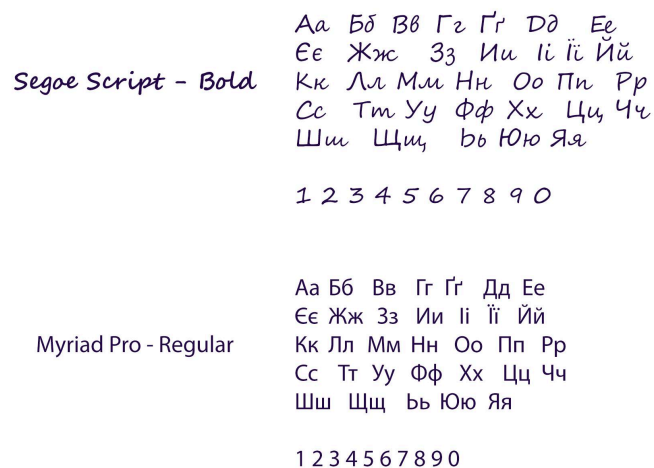 Segoe Script - Bold
Аа Бб Вв Гг Ґґ Дд Ее
Єє Жж Зз Ии Іі Її Йй
Кк Лл Мм Нн Оо Пп Рр
Сс Тт Уу Фф Хх Цц Чч
Шш Щщ Ьь Юю Яя
1 2 3 4 5 6 7 8 9 0
Myriad Pro - Regular
Аа Бб Вв Гг Ґґ Дд Ее
Єє Жж Зз Ии Іі Її Йй
Кк Лл Мм Нн Оо Пп Рр
Сс Тт Уу Фф Хх Цц Чч
Шш Щщ Ьь Юю Яя
1 2 3 4 5 6 7 8 9 0